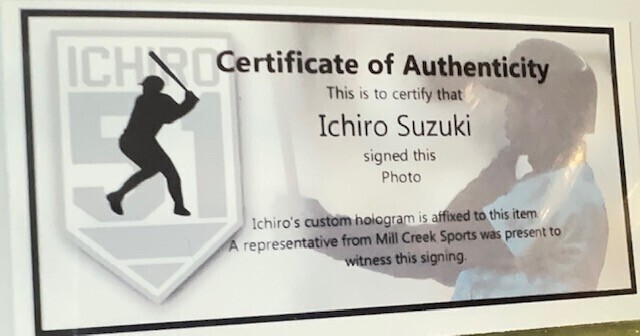 ICHIRO
51
Certificate of Authenticity
This is to certify that
Ichiro Suzuki
signed this
Photo
Ichiro's custom hologram is affixed to this item
A representative from Mill Creek Sports was present to
witness this signing.